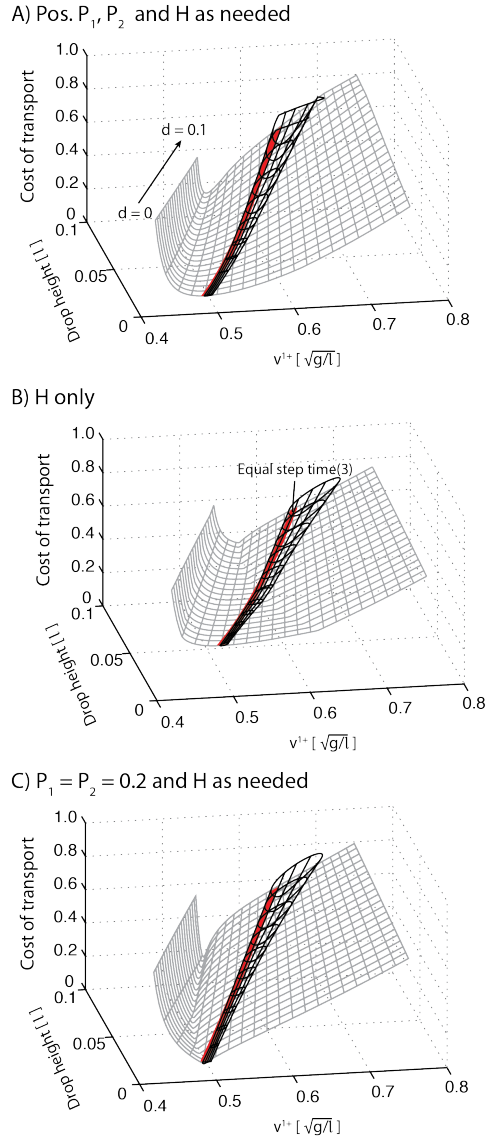 A) Pos. P₁, P₂ and H as needed
1.0
0.8
0.6
0.4
0.2
0
Cost of transport
d = 0.1
d = 0
0.1
0.05
0
Drop height [ l ]
0.4
0.5
0.6
0.7
0.8
v¹⁺ [ √g/l ]
B) H only
1.0
0.8
0.6
0.4
0.2
0
Cost of transport
Equal step time(3)
0.1
0.05
0
Drop height [ l ]
0.4
0.5
0.6
0.7
0.8
v¹⁺ [ √g/l ]
C) P₁ = P₂ = 0.2 and H as needed
1.0
0.8
0.6
0.4
0.2
0
Cost of transport
0.1
0.05
0
Drop height [ l ]
0.4
0.5
0.6
0.7
0.8
v¹⁺ [ √g/l ]